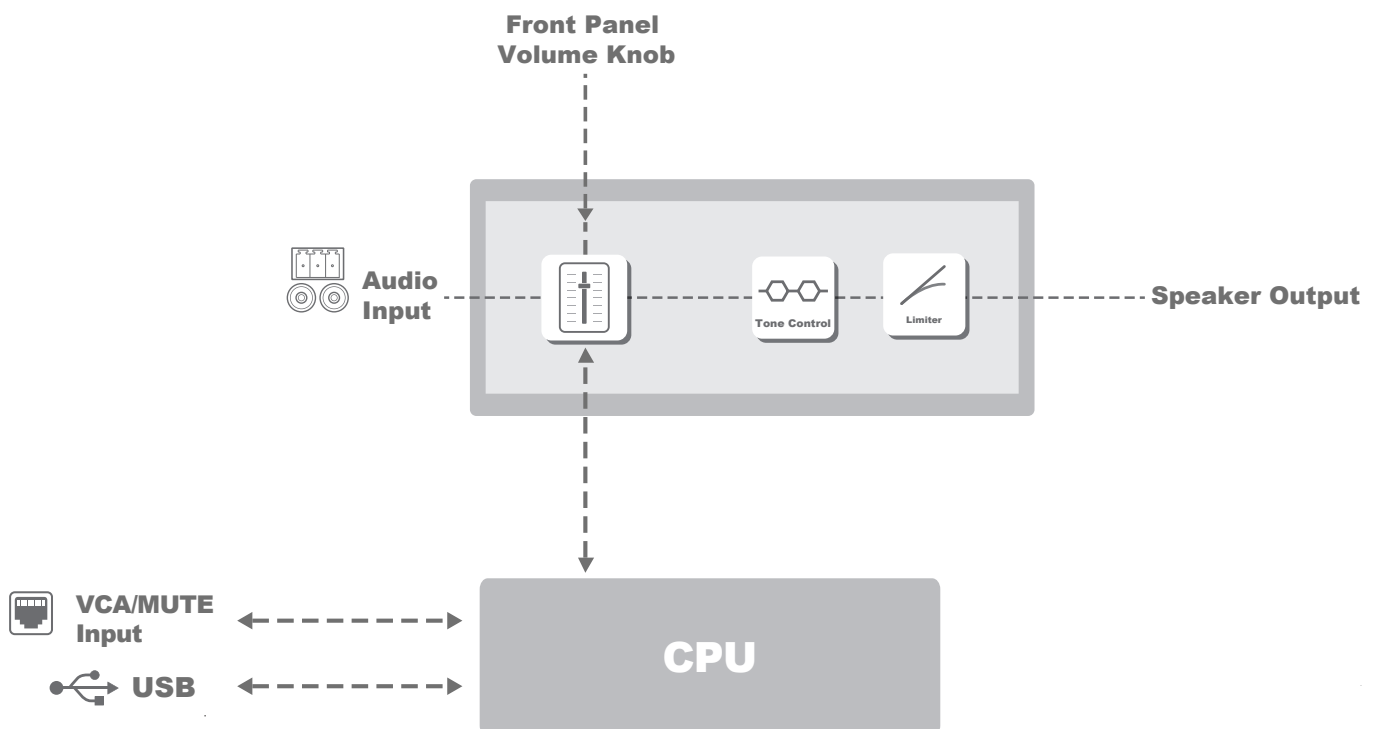 Front Panel
Volume Knob
Audio
Input
Tone Control
Limiter
Speaker Output
VCA/MUTE
Input
CPU
USB